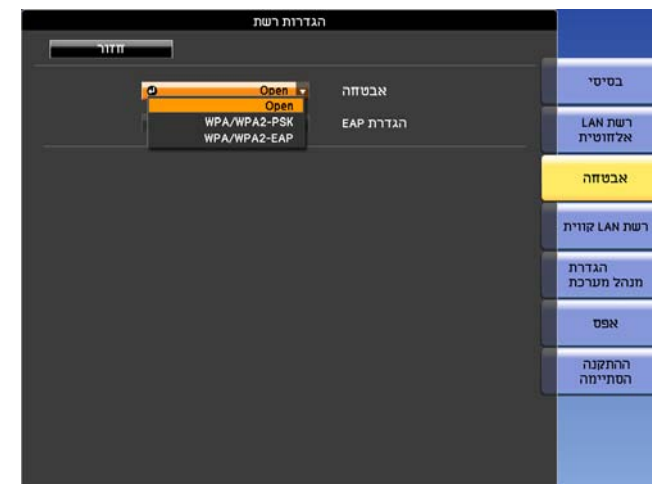 הגדרות רשת
חזור
אבטחה
Open
Open
WPA/WPA2-PSK
WPA/WPA2-EAP
הגדרת EAP
בסיסי
רשת LAN
אלחוטית
אבטחה
רשת LAN קווית
הגדרת
מנהל מערכת
אפס
ההתקנה
הסתיימה